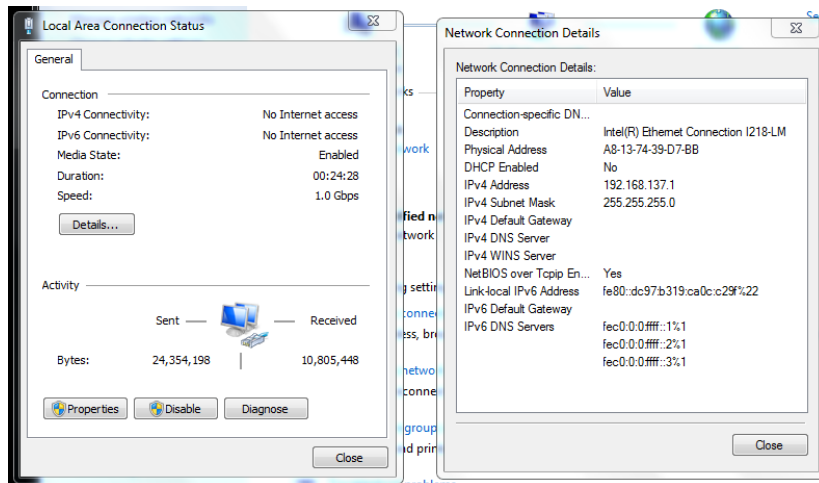 Local Area Connection Status
General
Connection
IPv4 Connectivity: No Internet access
IPv6 Connectivity: No Internet access
Media State: Enabled
Duration: 00:24:28
Speed: 1.0 Gbps
Details...
Activity
Sent Received
Bytes: 24,354,198 10,805,448
Properties Disable Diagnose
Close
Network Connection Details
Network Connection Details:
Property Value
Connection-specific DN...
Description Intel(R) Ethernet Connection I218-LM
Physical Address A8-13-74-39-D7-BB
DHCP Enabled No
IPv4 Address 192.168.137.1
IPv4 Subnet Mask 255.255.255.0
IPv4 Default Gateway
IPv4 DNS Server
IPv4 WINS Server
NetBIOS over Tcpip En... Yes
Link-local IPv6 Address fe80::dc97:b319:ca0c:c29f%22
IPv6 Default Gateway
IPv6 DNS Servers fec0:0:0:ffff::1%1
fec0:0:0:ffff::2%1
fec0:0:0:ffff::3%1
Close